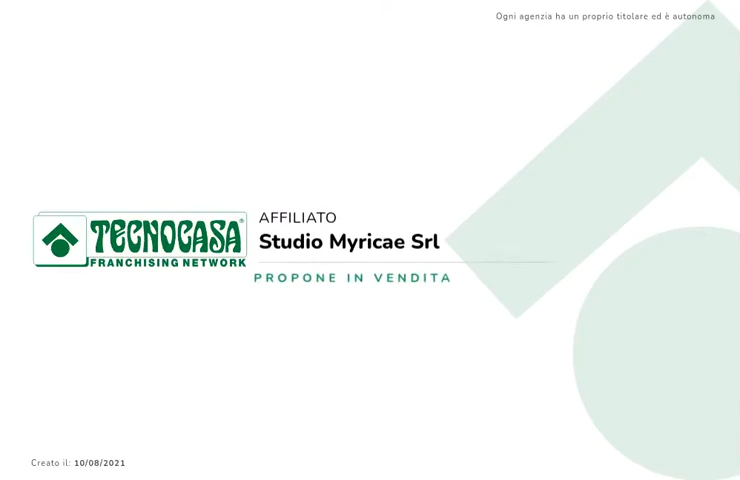 Ogni agenzia ha un proprio titolare ed è autonoma
TECNOCASA®
FRANCHISING NETWORK
AFFILIATO
Studio Myricae Srl
PROPONE IN VENDITA
Creato il: 10/08/2021